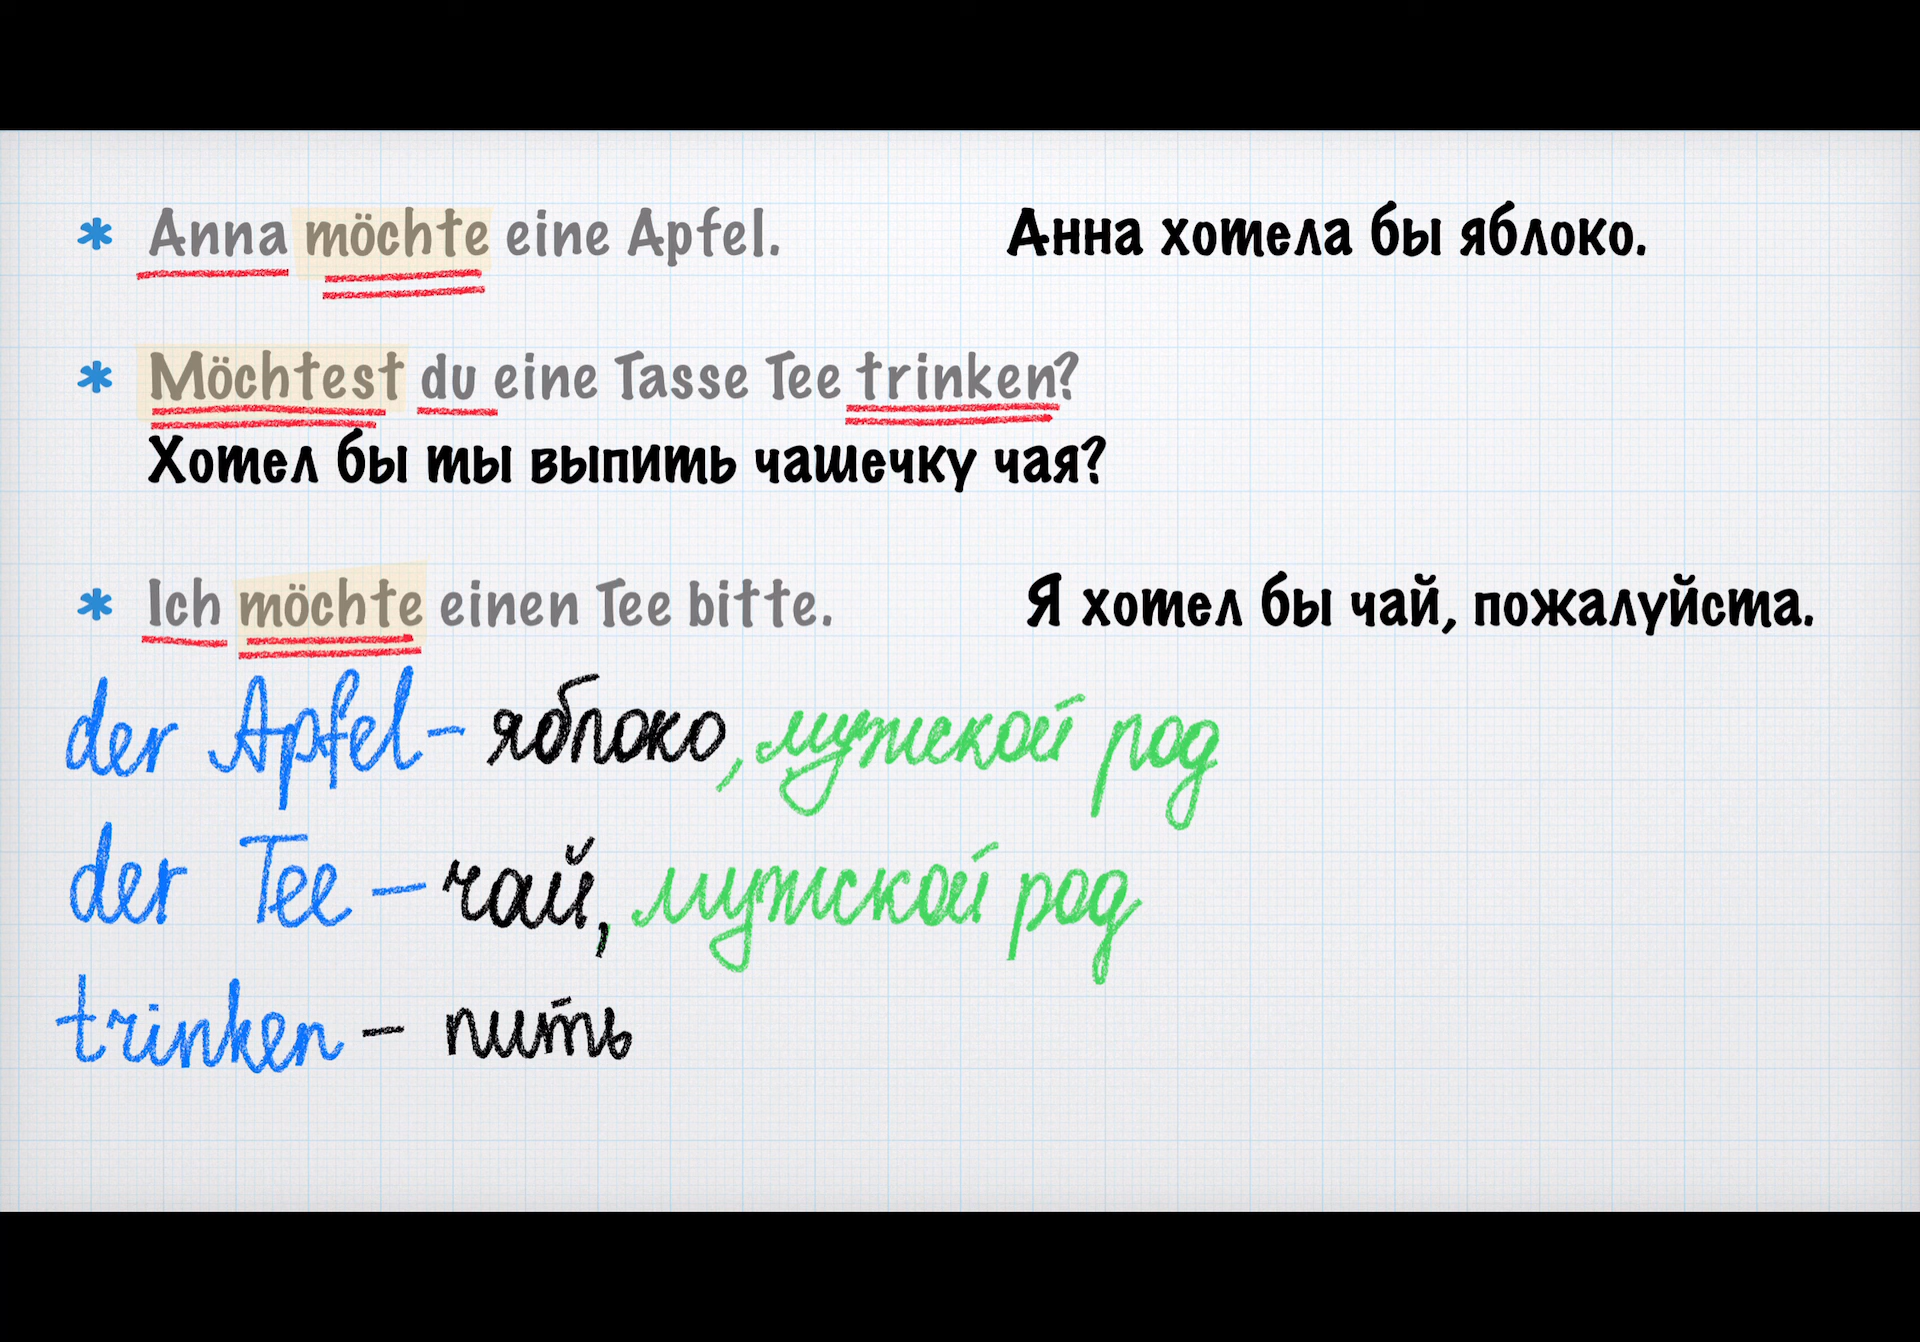 * Anna möchte eine Apfel. Анна хотела бы яблоко.
* Möchtest du eine Tasse Tee trinken?
Хотел бы ты выпить чашечку чая?
* Ich möchte einen Tee bitte. Я хотел бы чай, пожалуйста.
der Apfel - яблоко, мужской род
der Tee - чай, мужской род
trinken - пить